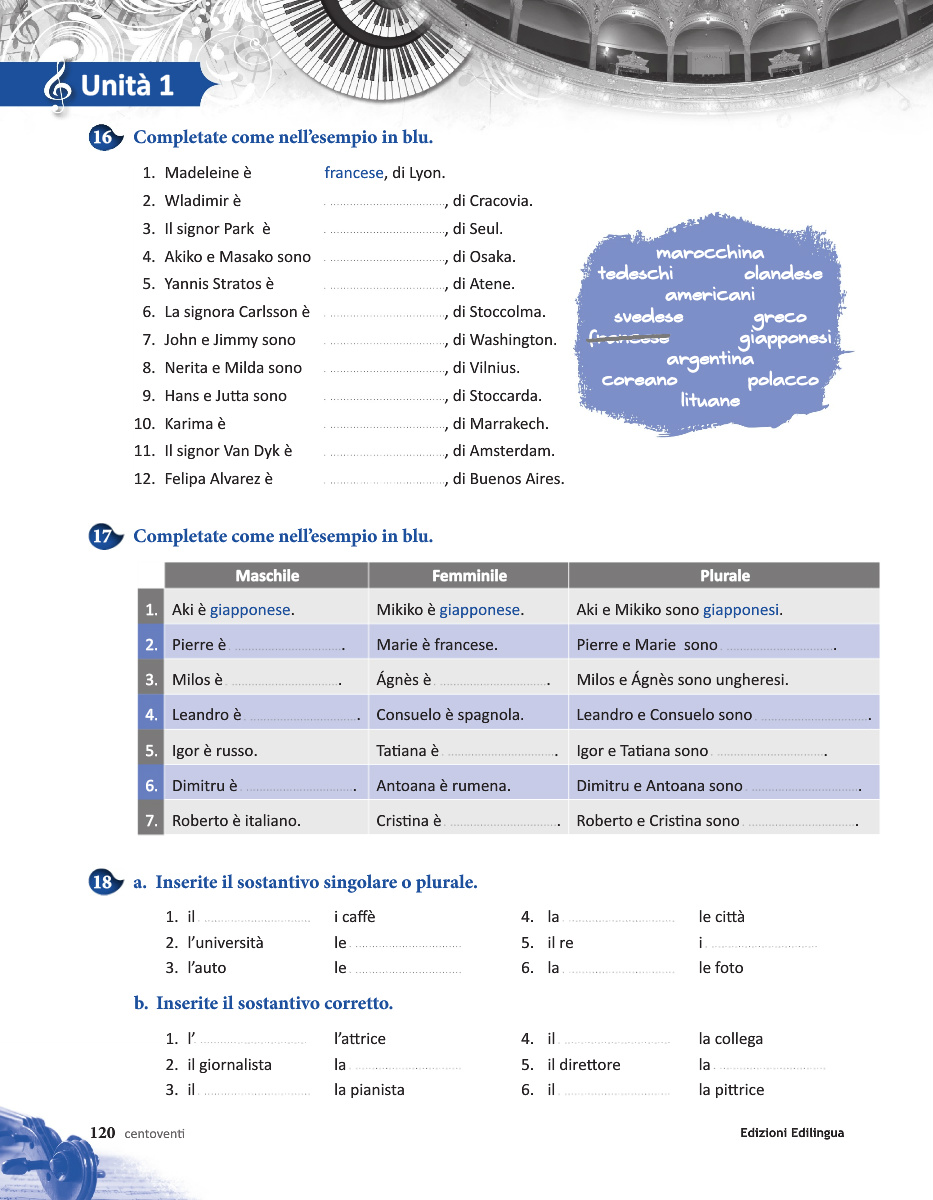 Unità 1
16 Completate come nell'esempio in blu.
1. Madeleine è francese, di Lyon.
2. Wladimir è ............................, di Cracovia.
3. Il signor Park è ............................, di Seul.
4. Akiko e Masako sono ............................, di Osaka.
5. Yannis Stratos è ............................, di Atene.
6. La signora Carlsson è ............................, di Stoccolma.
7. John e Jimmy sono ............................, di Washington.
8. Nerita e Milda sono ............................, di Vilnius.
9. Hans e Jutta sono ............................, di Stoccarda.
10. Karima è ............................, di Marrakech.
11. Il signor Van Dyk è ............................, di Amsterdam.
12. Felipa Alvarez è ............................, di Buenos Aires.
marocchina
tedeschi olandese
americani
svedese greco
francese giapponesi
argentina
coreano polacco
lituane
17 Completate come nell'esempio in blu.
Maschile Femminile Plurale
1. Aki è giapponese. Mikiko è giapponese. Aki e Mikiko sono giapponesi.
2. Pierre è ............................. Marie è francese. Pierre e Marie sono .............................
3. Milos è ............................. Ágnès è ............................. Milos e Ágnès sono ungheresi.
4. Leandro è ............................. Consuelo è spagnola. Leandro e Consuelo sono .............................
5. Igor è russo. Tatiana è ............................. Igor e Tatiana sono .............................
6. Dimitru è ............................. Antoana è rumena. Dimitru e Antoana sono .............................
7. Roberto è italiano. Cristina è ............................. Roberto e Cristina sono .............................
18 a. Inserite il sostantivo singolare o plurale.
1. il ............................ i caffè 4. la ............................ le città
2. l'università le ............................ 5. il re i ............................
3. l'auto le ............................ 6. la ............................ le foto
b. Inserite il sostantivo corretto.
1. l' ............................ l'attrice 4. il ............................ la collega
2. il giornalista la ............................ 5. il direttore la ............................
3. il ............................ la pianista 6. il ............................ la pittrice
120 centoventi Edizioni Edilingua